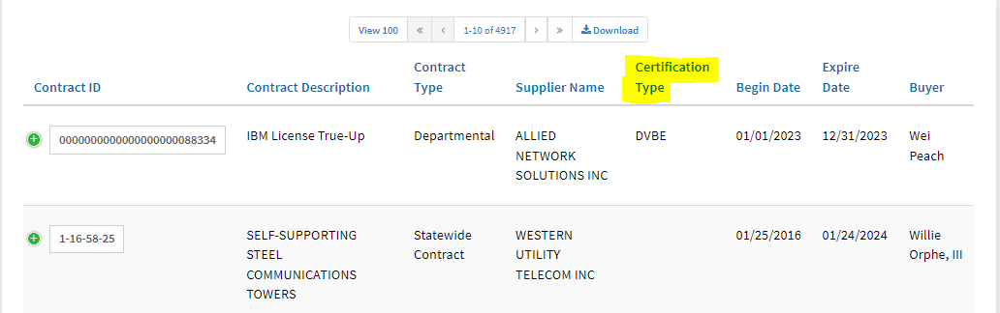 View 100 « ‹ 1-10 of 4917 › » Download
Contract ID
Contract Description
Contract
Type
Supplier Name
Certification
Type
Begin Date
Expire
Date
Buyer
00000000000000000000088334
IBM License True-Up
Departmental
ALLIED
NETWORK
SOLUTIONS INC
DVBE
01/01/2023
12/31/2023
Wei
Peach
1-16-58-25
SELF-SUPPORTING
STEEL
COMMUNICATIONS
TOWERS
Statewide
Contract
WESTERN
UTILITY
TELECOM INC
01/25/2016
01/24/2024
Willie
Orphe, III